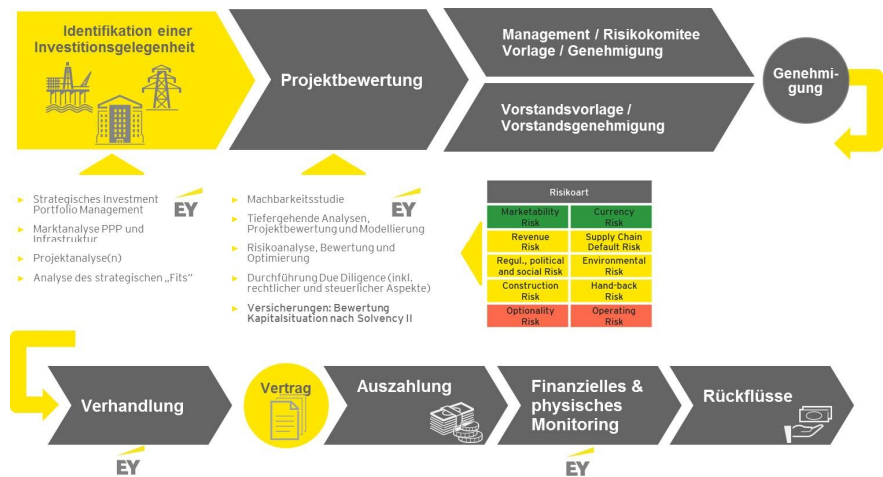 Identifikation einer
Investitionsgelegenheit
Projektbewertung
Management / Risikokomitee
Vorlage / Genehmigung
Vorstandsvorlage /
Vorstandsgenehmigung
Genehmi-
gung
► Strategisches Investment
Portfolio Management
► Marktanalyse PPP und
Infrastruktur
► Projektanalyse(n)
► Analyse des strategischen „Fits“
EY
► Machbarkeitsstudie
► Tiefergehende Analysen,
Projektbewertung und Modellierung
► Risikoanalyse, Bewertung und
Optimierung
► Durchführung Due Diligence (inkl.
rechtlicher und steuerlicher Aspekte)
► Versicherungen: Bewertung
Kapitalsituation nach Solvency II
EY
Risikoart
Marketability
Risk
Currency
Risk
Revenue
Risk
Supply Chain
Default Risk
Regul., political
and social Risk
Environmental
Risk
Construction
Risk
Hand-back
Risk
Optionality
Risk
Operating
Risk
Verhandlung
EY
Vertrag
Auszahlung
Finanzielles &
physisches
Monitoring
EY
Rückflüsse